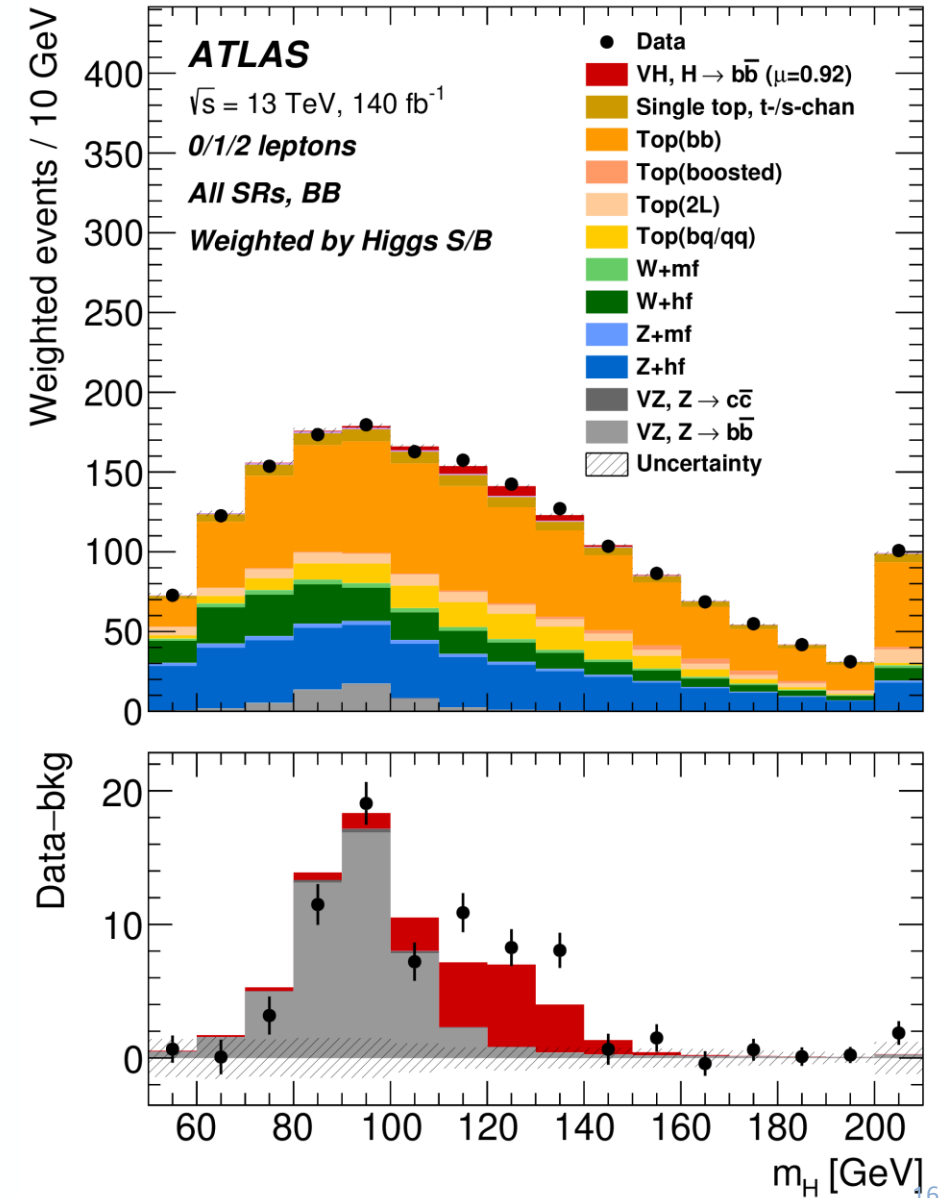 Weighted events / 10 GeV
400
350
300
250
200
150
100
50
0
ATLAS
√s = 13 TeV, 140 fb⁻¹
0/1/2 leptons
All SRs, BB
Weighted by Higgs S/B
Data
VH, H → bb̅ (μ=0.92)
Single top, t-/s-chan
Top(bb)
Top(boosted)
Top(2L)
Top(bq/qq)
W+mf
W+hf
Z+mf
Z+hf
VZ, Z → cc̅
VZ, Z → bb̅
Uncertainty
Data−bkg
20
10
0
60 80 100 120 140 160 180 200
m_H [GeV]
16